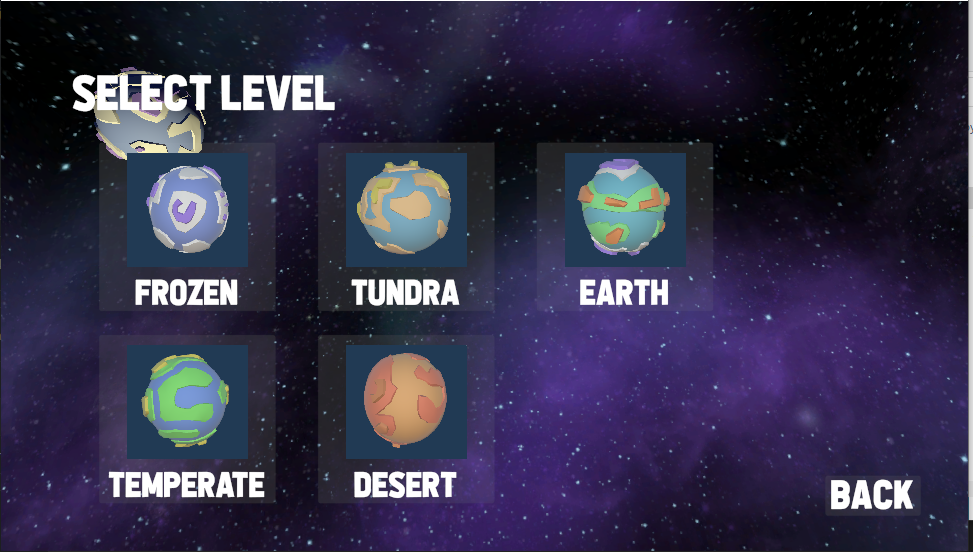 SELECT LEVEL
FROZEN
TUNDRA
EARTH
TEMPERATE
DESERT
BACK